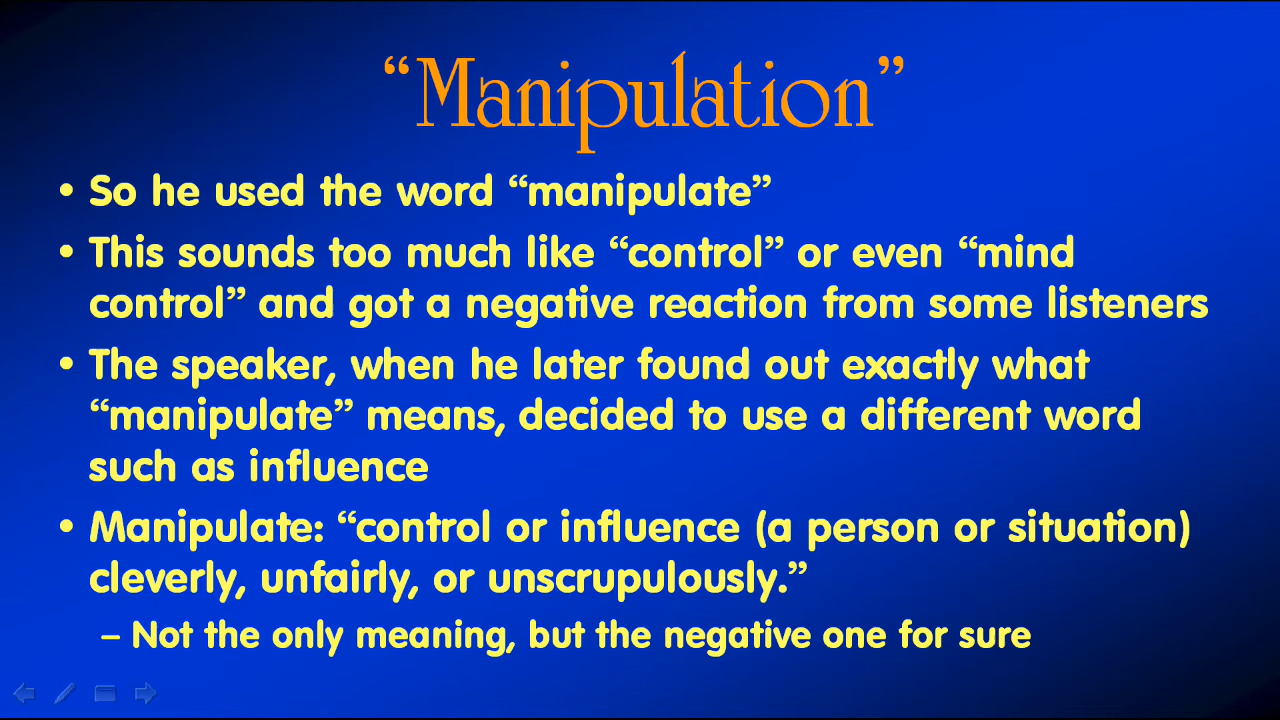 “Manipulation”
• So he used the word “manipulate”
• This sounds too much like “control” or even “mind
control” and got a negative reaction from some listeners
• The speaker, when he later found out exactly what
“manipulate” means, decided to use a different word
such as influence
• Manipulate: “control or influence (a person or situation)
cleverly, unfairly, or unscrupulously.”
– Not the only meaning, but the negative one for sure